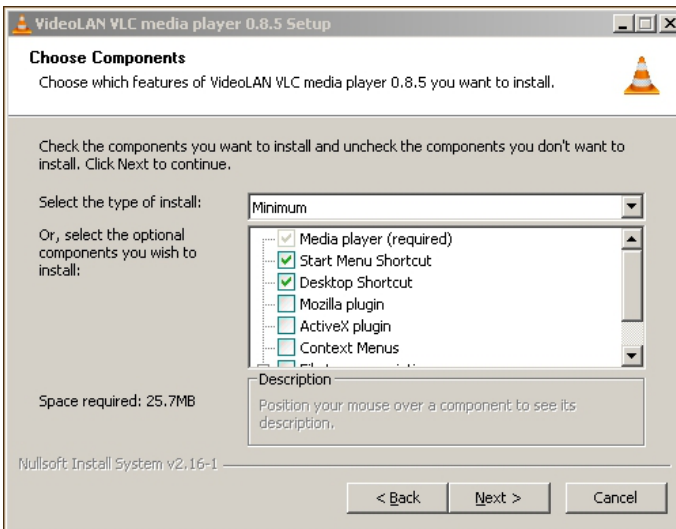 VideoLAN VLC media player 0.8.5 Setup
Choose Components
Choose which features of VideoLAN VLC media player 0.8.5 you want to install.
Check the components you want to install and uncheck the components you don't want to
install. Click Next to continue.
Select the type of install:
Minimum
Or, select the optional
components you wish to
install:
Media player (required)
Start Menu Shortcut
Desktop Shortcut
Mozilla plugin
ActiveX plugin
Context Menus
Space required: 25.7MB
Description
Position your mouse over a component to see its
description.
Nullsoft Install System v2.16-1
< Back
Next >
Cancel